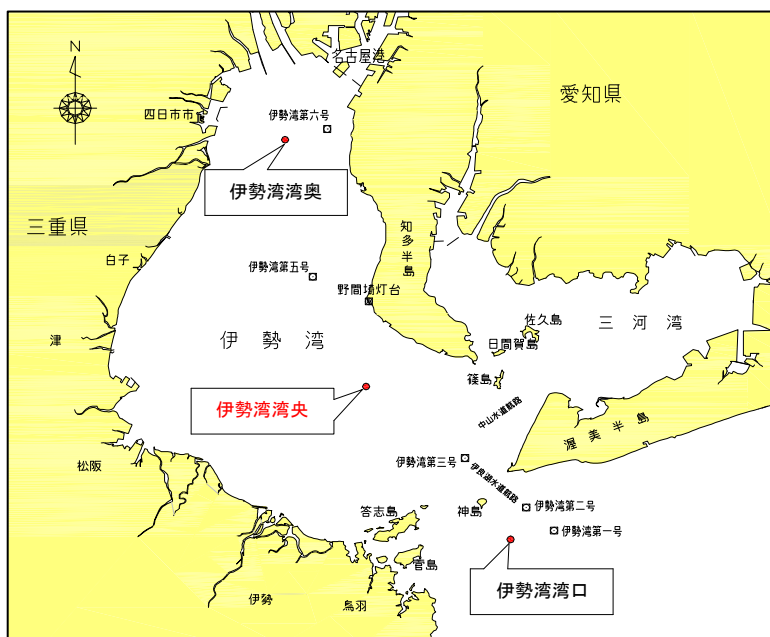 名古屋港
N
愛知県
四日市市
伊勢湾第六号
伊勢湾湾奥
三重県
知多半島
白子
伊勢湾第五号
野間埼灯台
佐久島
三河湾
伊勢湾
津
日間賀島
篠島
伊勢湾湾央
中山水道航路
渥美半島
松阪
伊勢湾第三号
伊良湖水道航路
答志島
神島
伊勢湾第二号
伊勢湾第一号
菅島
伊勢湾湾口
伊勢
鳥羽